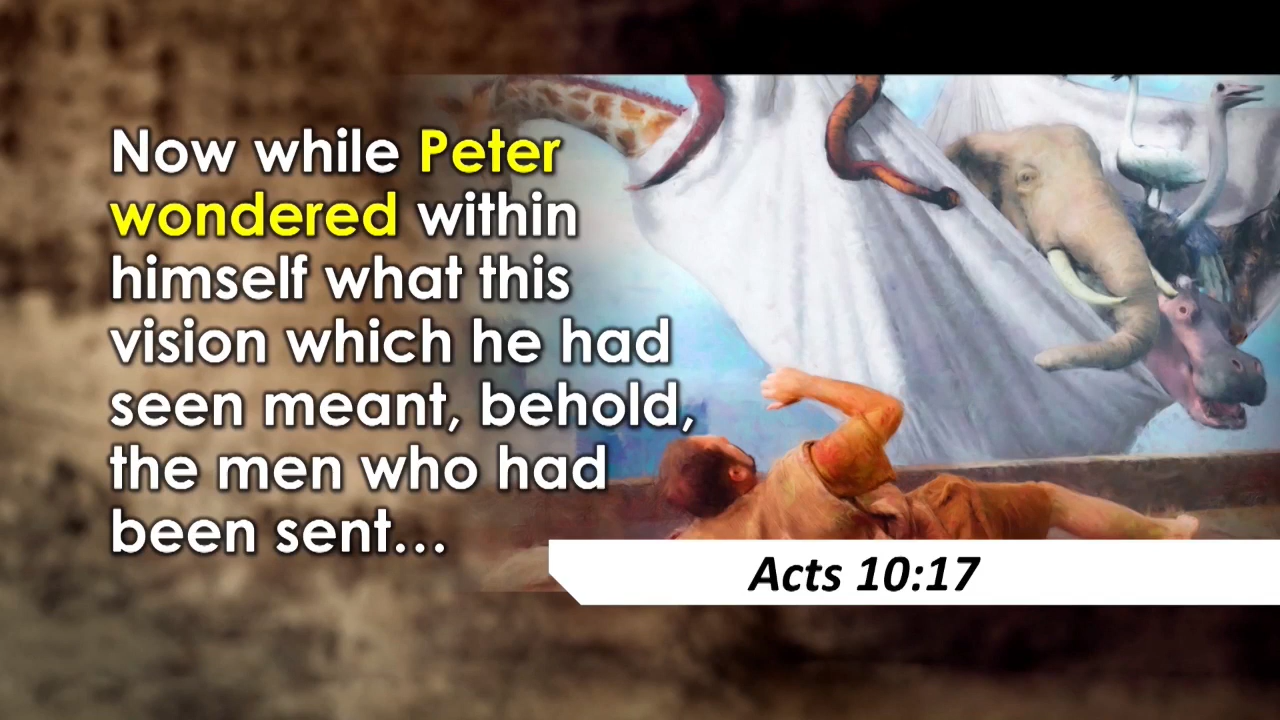 Now while Peter
wondered within
himself what this
vision which he had
seen meant, behold,
the men who had
been sent...
Acts 10:17